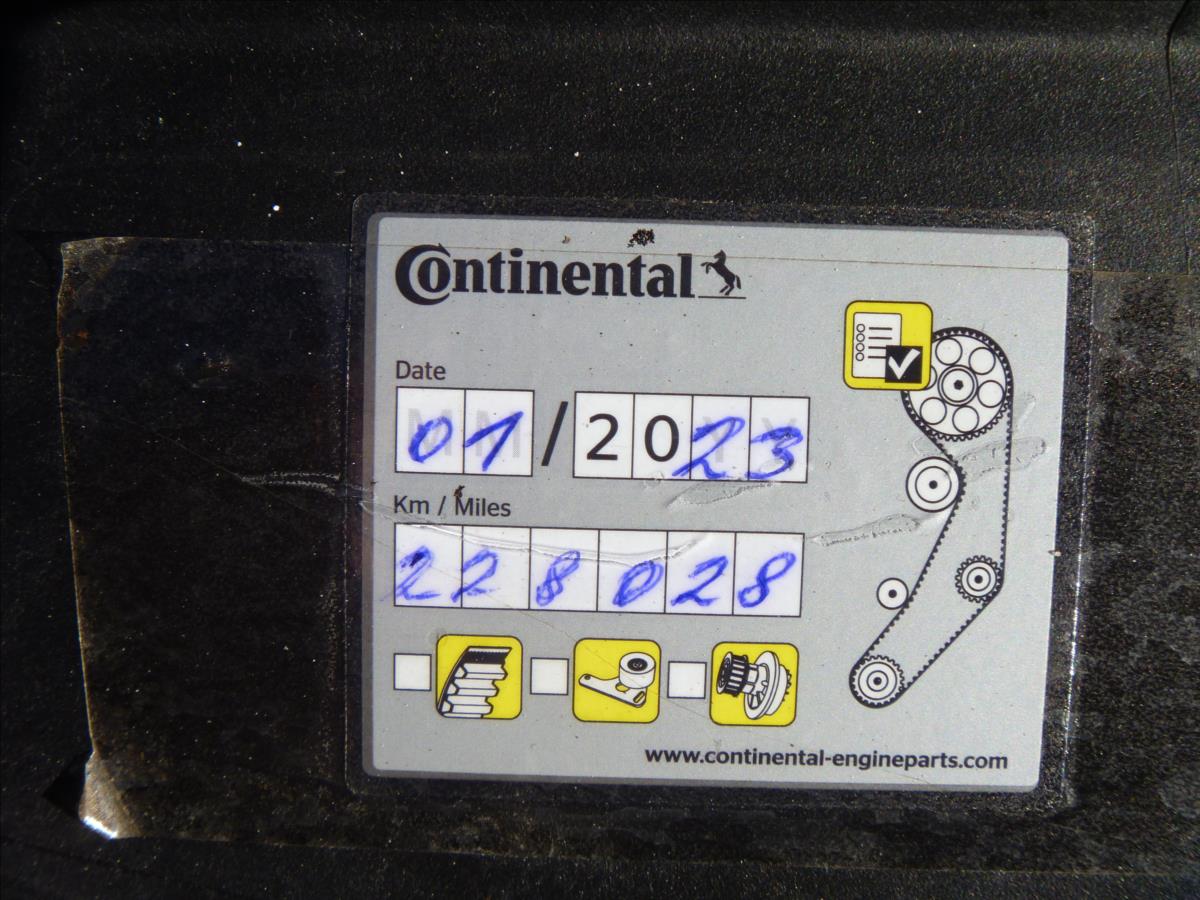 Continental
Date
01/2023
Km / Miles
228028
www.continental-engineparts.com